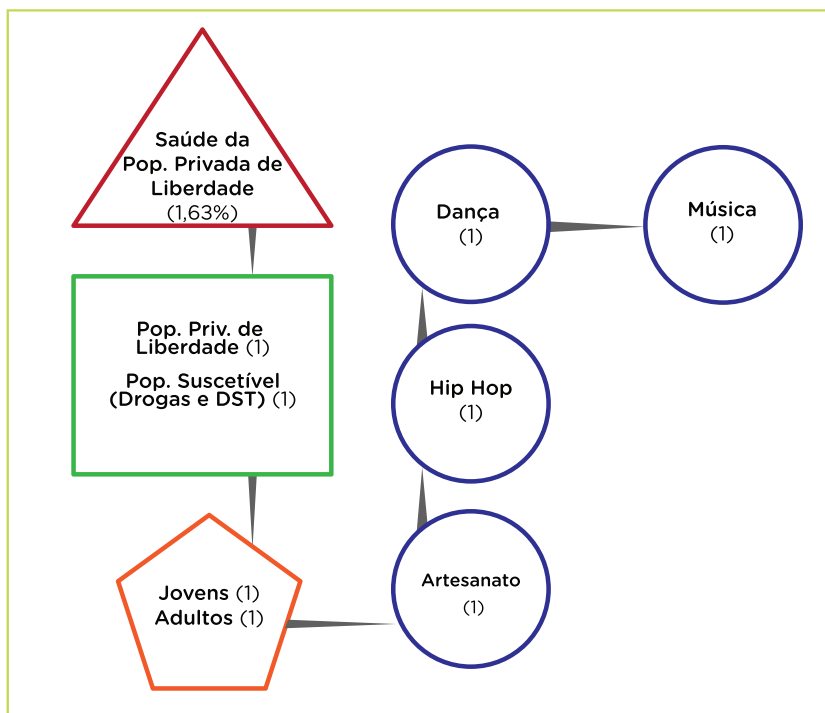 Saúde da
Pop. Privada de
Liberdade
(1,63%)
Pop. Priv. de
Liberdade (1)
Pop. Suscetível
(Drogas e DST) (1)
Jovens (1)
Adultos (1)
Artesanato
(1)
Hip Hop
(1)
Dança
(1)
Música
(1)